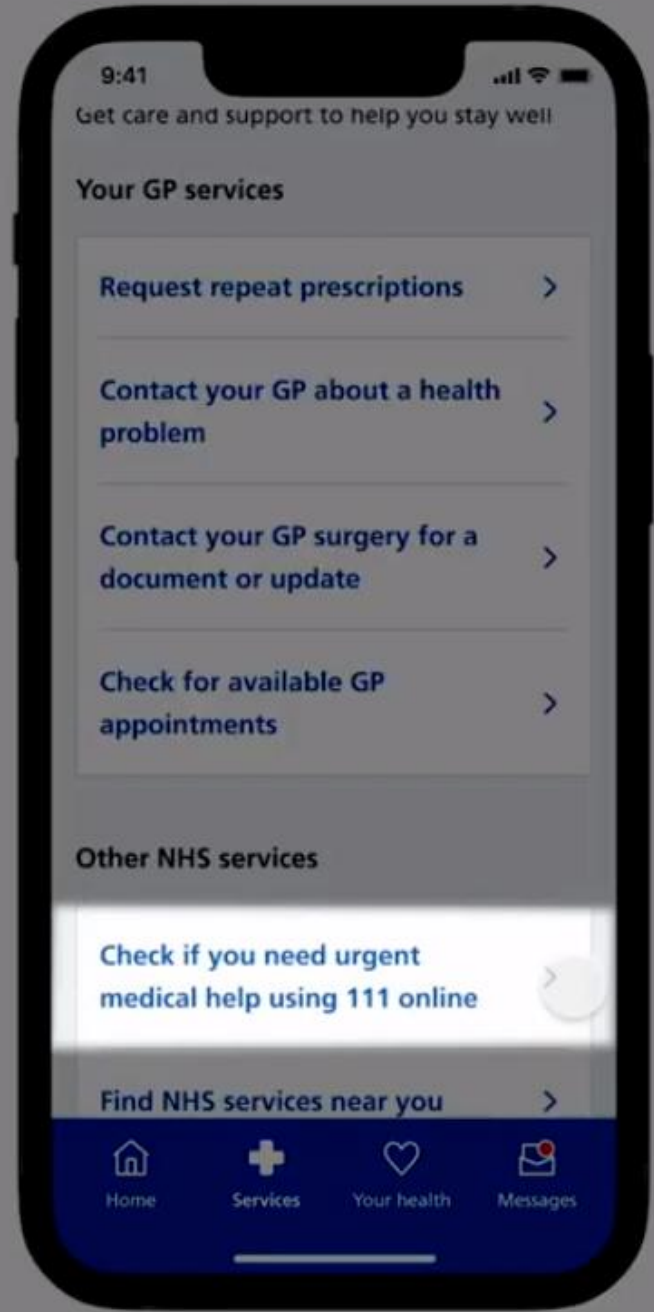 9:41
Get care and support to help you stay well
Your GP services
Request repeat prescriptions
Contact your GP about a health
problem
Contact your GP surgery for a
document or update
Check for available GP
appointments
Other NHS services
Check if you need urgent
medical help using 111 online
Find NHS services near you
Home
Services
Your health
Messages